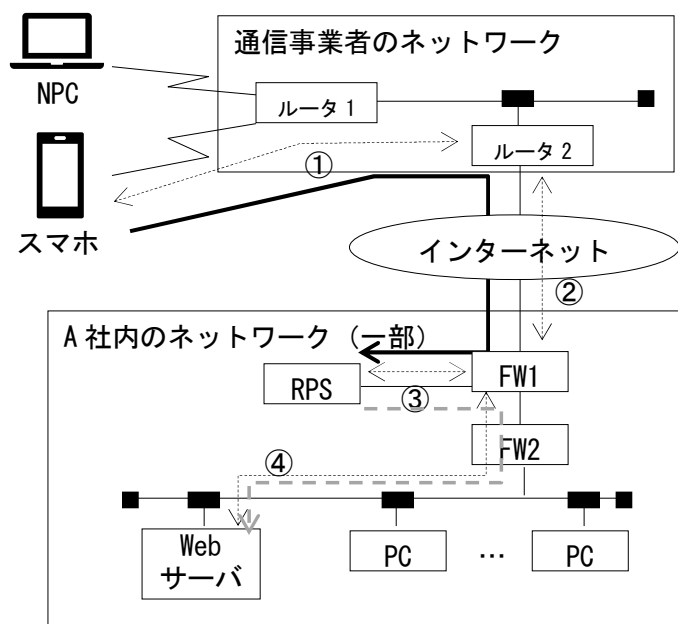 通信事業者のネットワーク
NPC
ルータ1
ルータ2
①
スマホ
インターネット
②
A社内のネットワーク（一部）
RPS
FW1
③
FW2
④
Web
サーバ
PC
…
PC